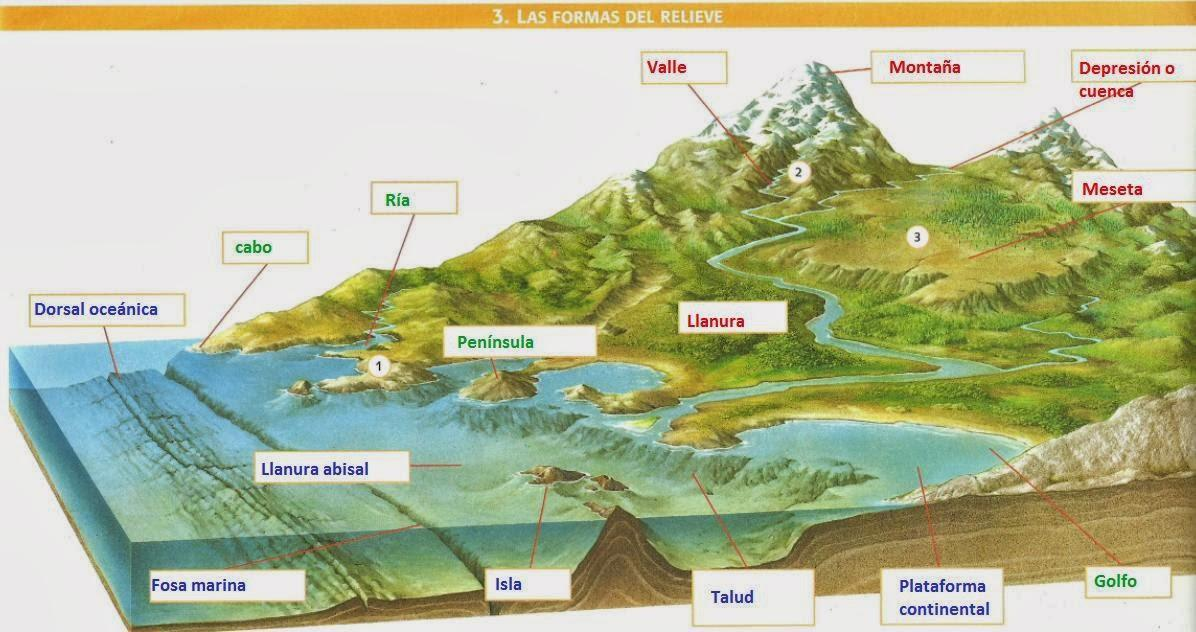 3. LAS FORMAS DEL RELIEVE
Valle
Montaña
Depresión o
cuenca
2
Meseta
Ría
3
cabo
Dorsal oceánica
Llanura
Península
1
Llanura abisal
Fosa marina
Isla
Talud
Plataforma
continental
Golfo